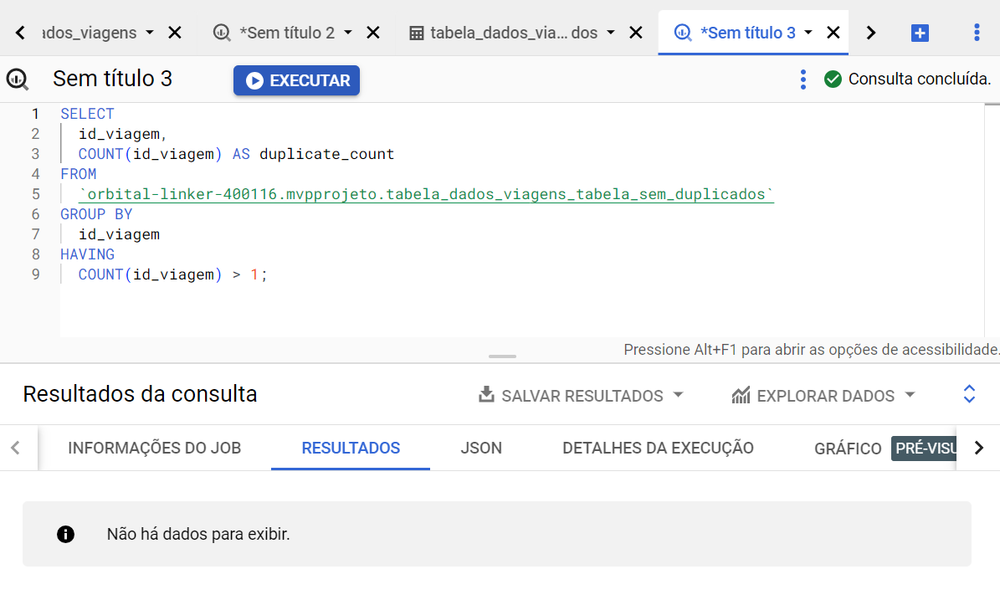 ados_viagens
*Sem título 2
tabela_dados_via... dos
*Sem título 3
Sem título 3
EXECUTAR
Consulta concluída.
1 SELECT
2 id_viagem,
3 COUNT(id_viagem) AS duplicate_count
4 FROM
5 `orbital-linker-400116.mvpprojeto.tabela_dados_viagens_tabela_sem_duplicados`
6 GROUP BY
7 id_viagem
8 HAVING
9 COUNT(id_viagem) > 1;
Pressione Alt+F1 para abrir as opções de acessibilidade.
Resultados da consulta
SALVAR RESULTADOS
EXPLORAR DADOS
INFORMAÇÕES DO JOB
RESULTADOS
JSON
DETALHES DA EXECUÇÃO
GRÁFICO
PRÉ-VISU
Não há dados para exibir.